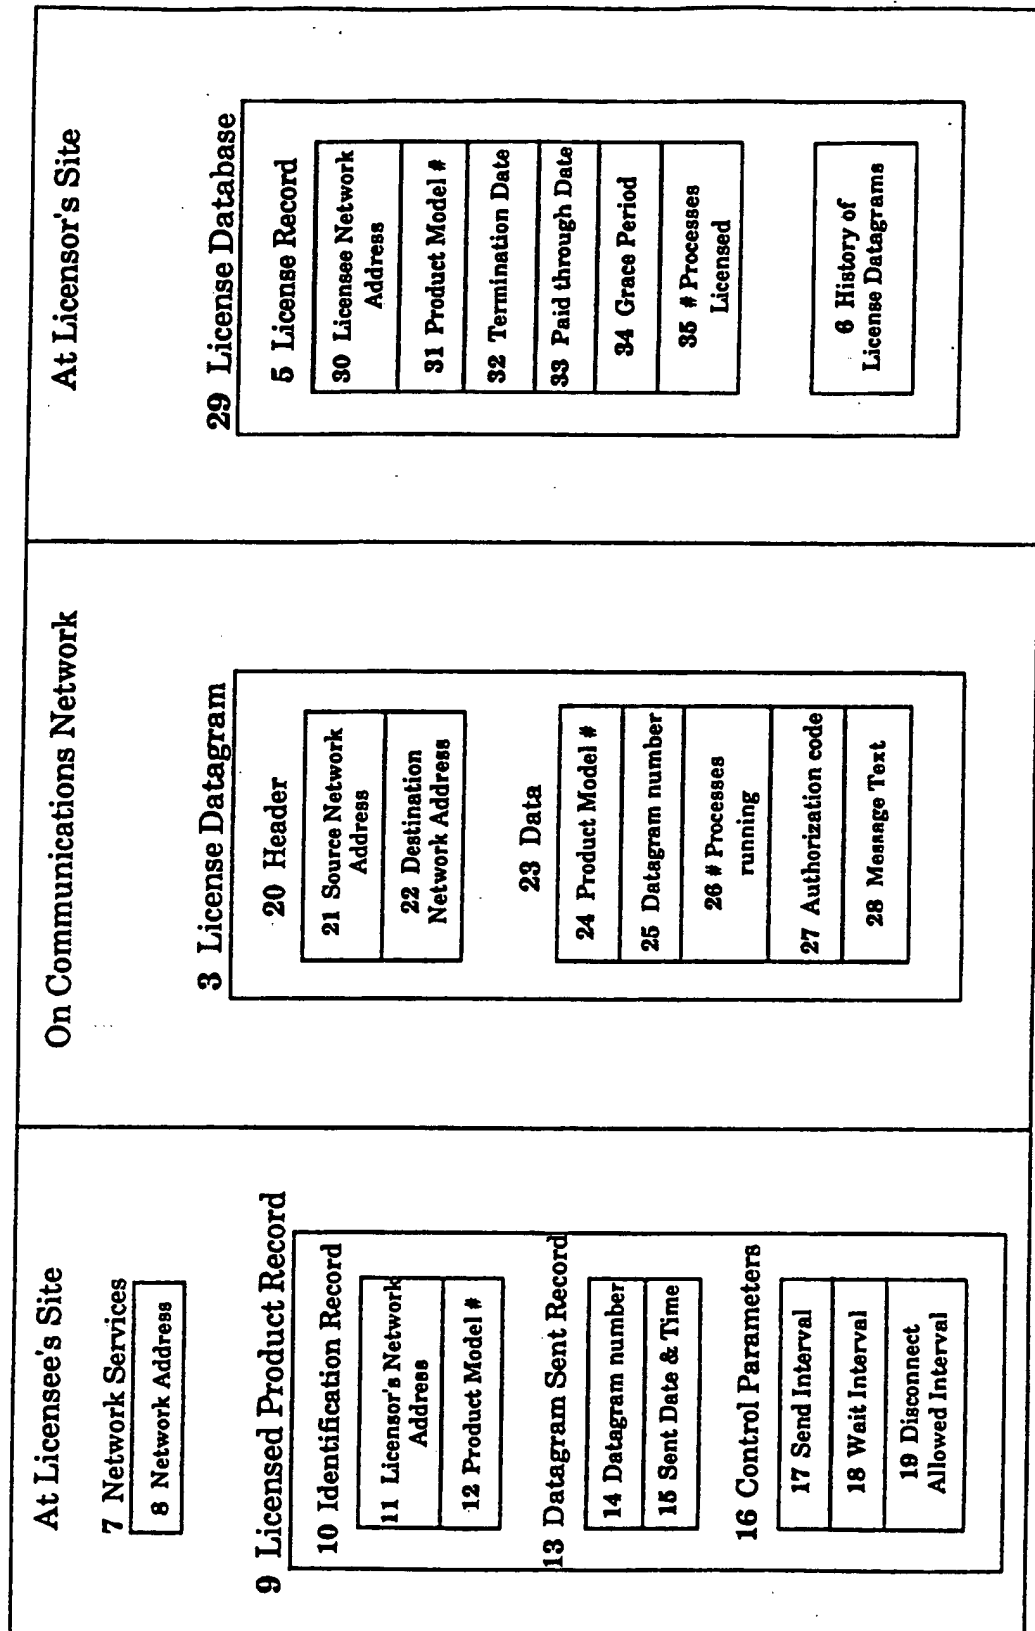 At Licensee's Site
7 Network Services
8 Network Address
9 Licensed Product Record
10 Identification Record
11 Licensor's Network
Address
12 Product Model #
13 Datagram Sent Record
14 Datagram number
15 Sent Date & Time
16 Control Parameters
17 Send Interval
18 Wait Interval
19 Disconnect
Allowed Interval
On Communications Network
3 License Datagram
20 Header
21 Source Network
Address
22 Destination
Network Address
23 Data
24 Product Model #
25 Datagram number
26 # Processes
running
27 Authorization code
28 Message Text
At Licensor's Site
29 License Database
5 License Record
30 Licensee Network
Address
31 Product Model #
32 Termination Date
33 Paid through Date
34 Grace Period
35 # Processes
Licensed
6 History of
License Datagrams